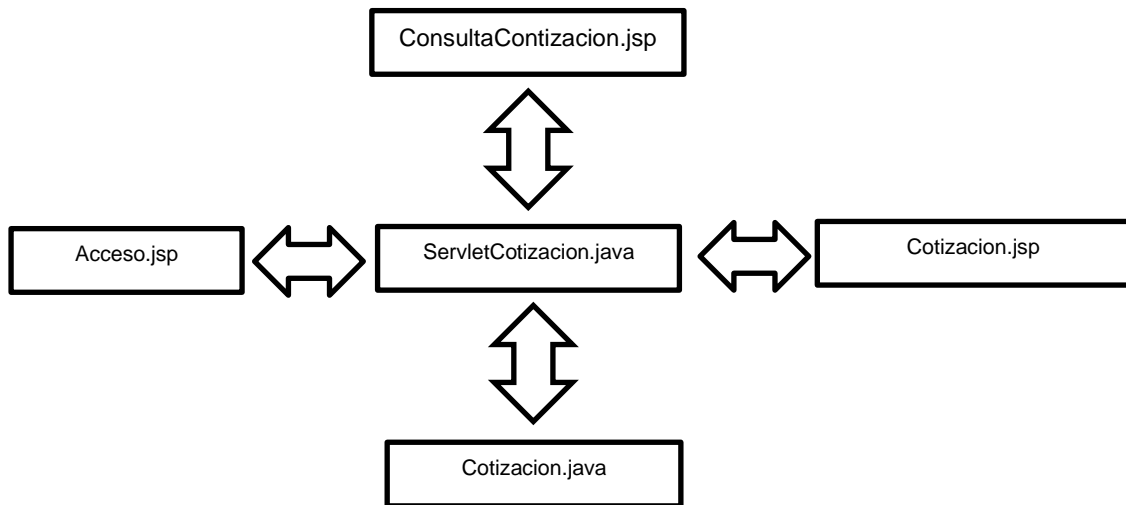 ConsultaContizacion.jsp
Acceso.jsp
ServletCotizacion.java
Cotizacion.jsp
Cotizacion.java